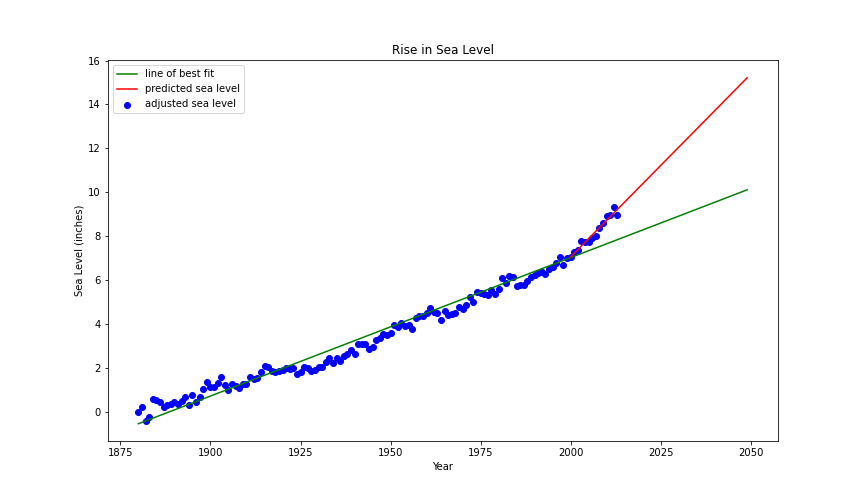 Rise in Sea Level
line of best fit
predicted sea level
adjusted sea level
Sea Level (inches)
16
14
12
10
8
6
4
2
0
1875
1900
1925
1950
1975
2000
2025
2050
Year